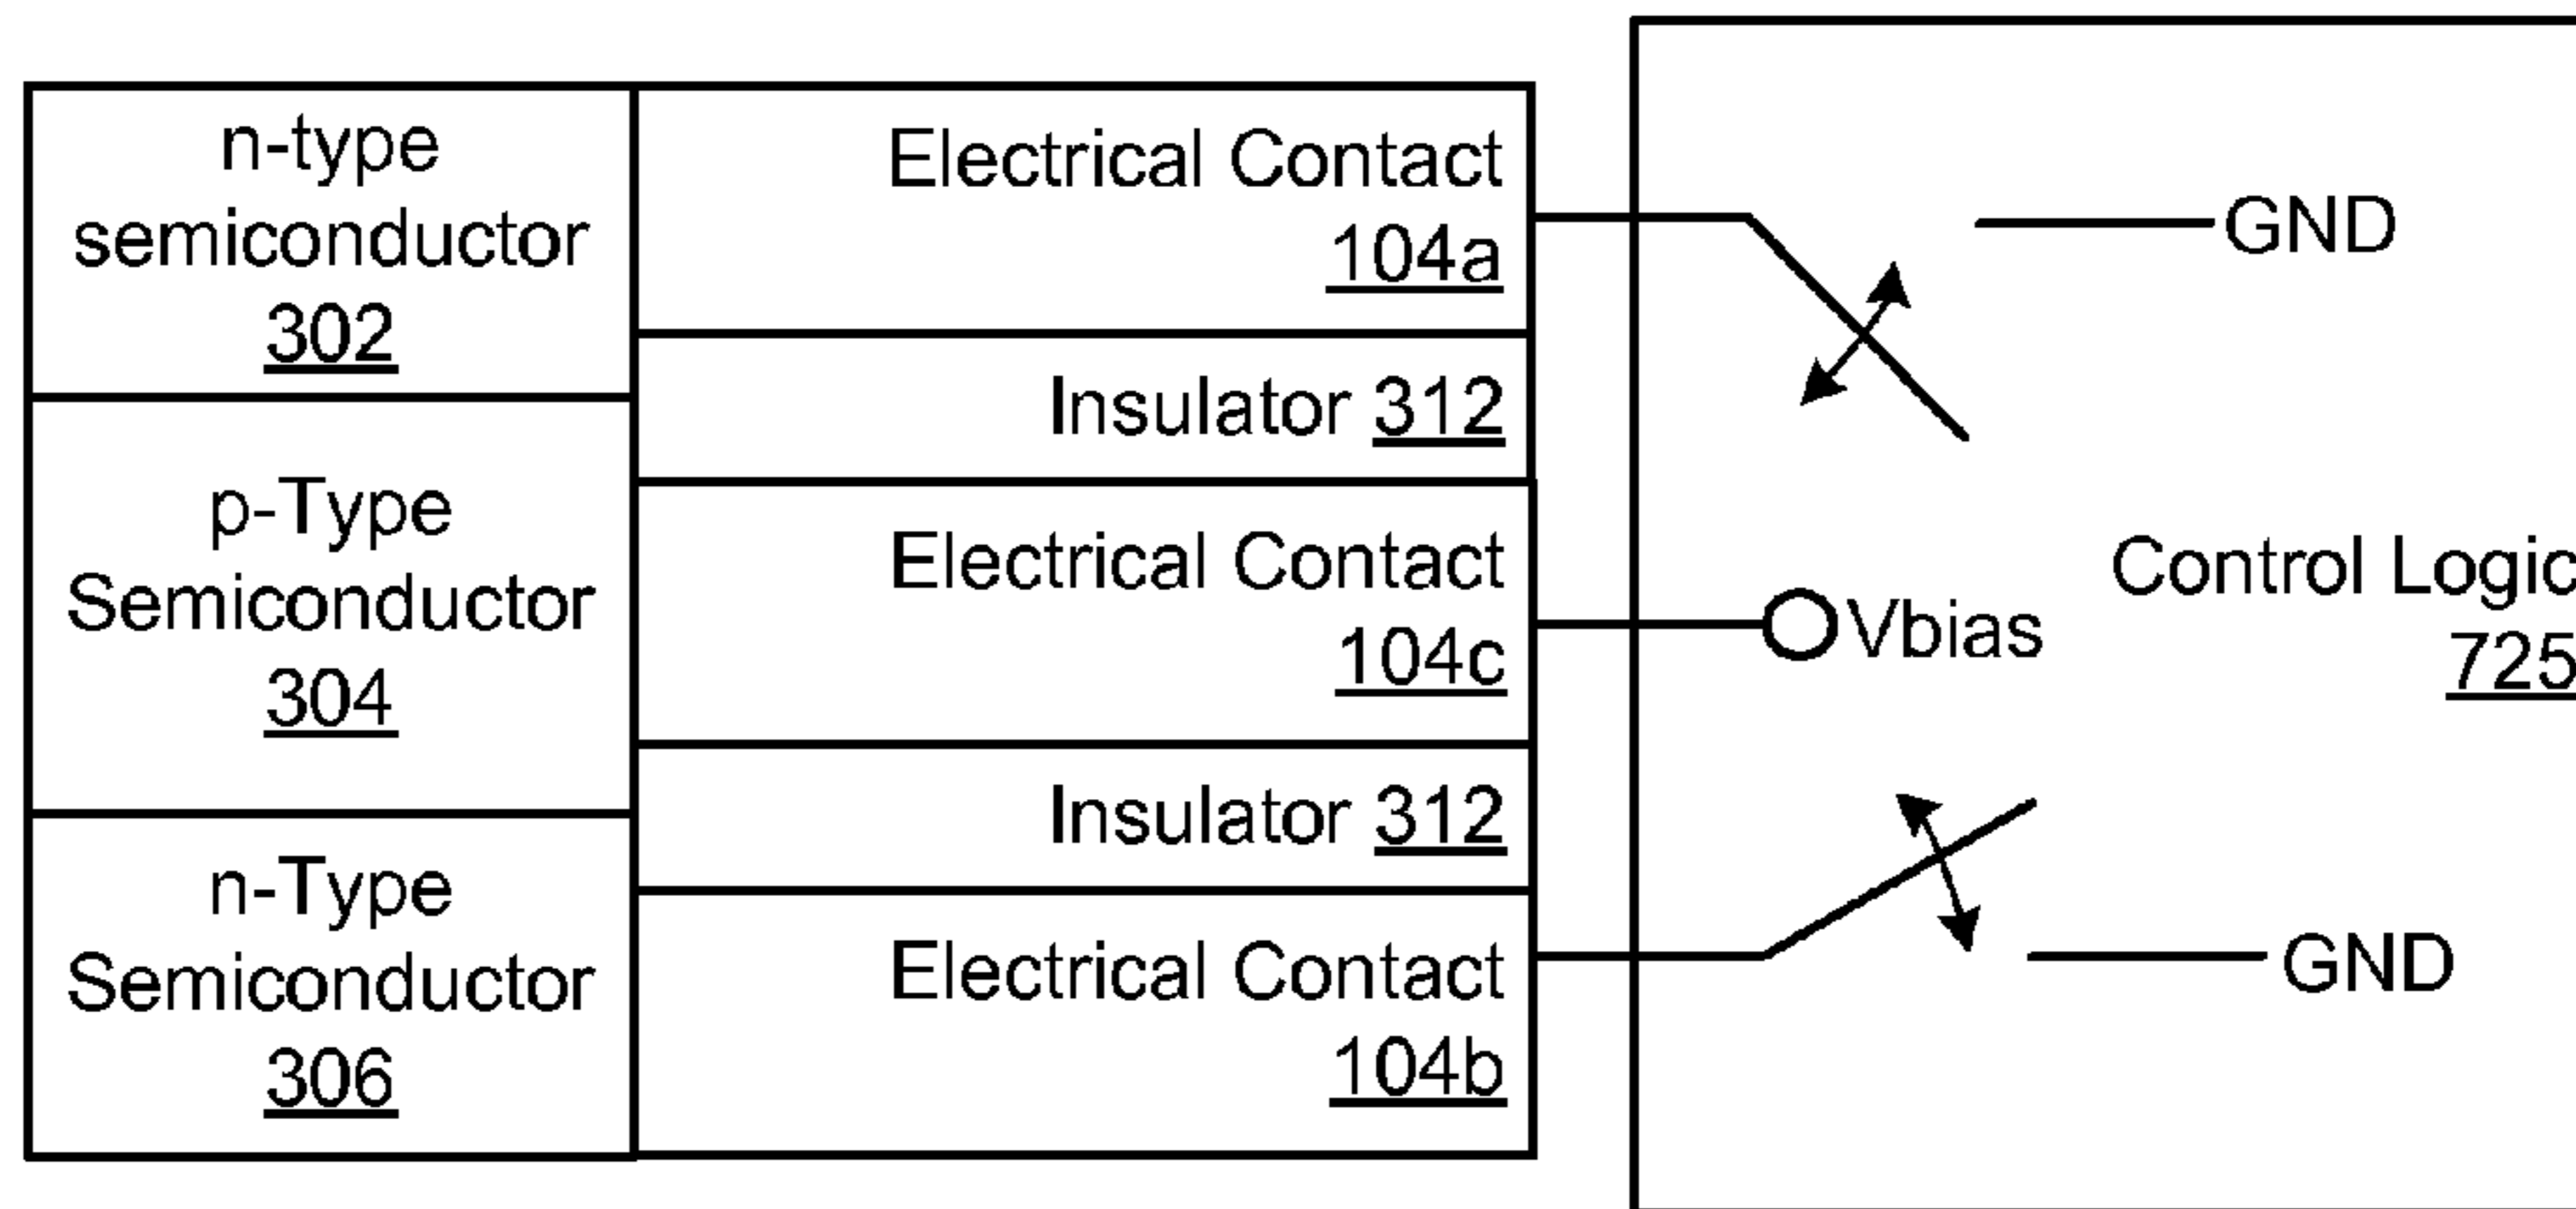 n-type
semiconductor
302
p-Type
Semiconductor
304
n-Type
Semiconductor
306
Electrical Contact
104a
Insulator 312
Electrical Contact
104c
Insulator 312
Electrical Contact
104b
GND
Vbias
Control Logic
725
GND